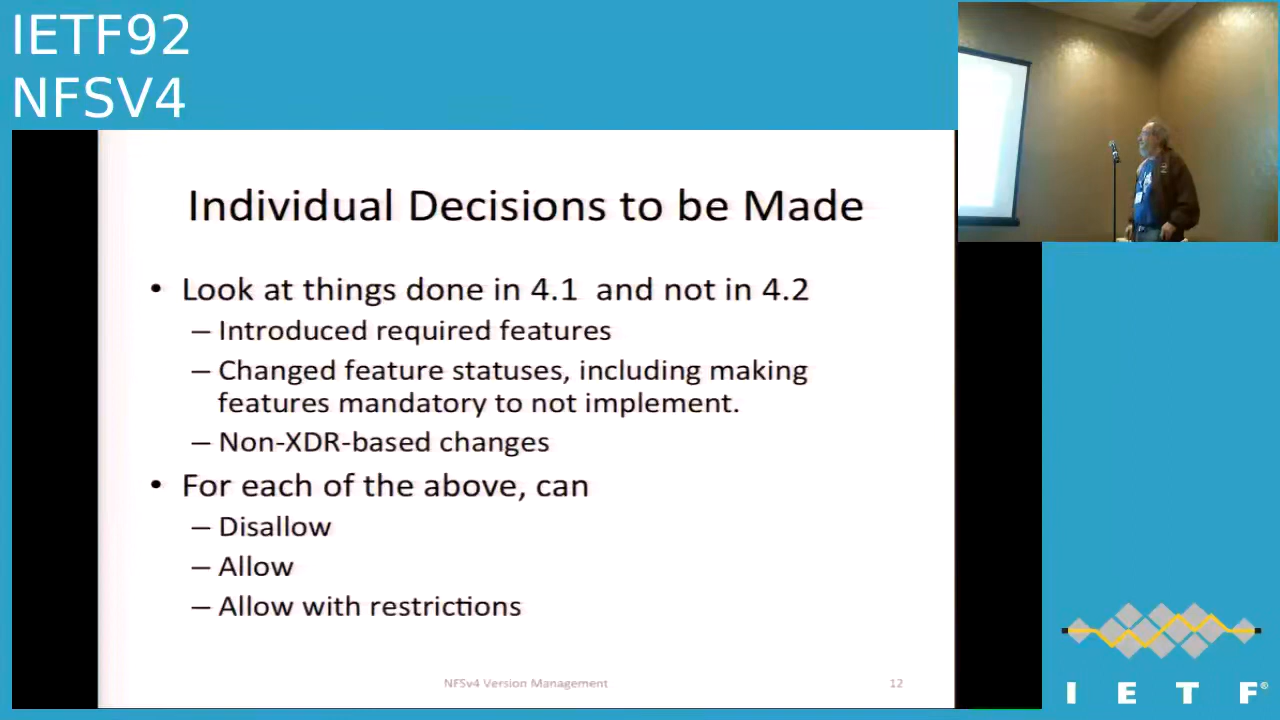 IETF92
NFSV4
Individual Decisions to be Made
• Look at things done in 4.1 and not in 4.2
– Introduced required features
– Changed feature statuses, including making
features mandatory to not implement.
– Non-XDR-based changes
• For each of the above, can
– Disallow
– Allow
– Allow with restrictions
NFSv4 Version Management
12
I E T F®